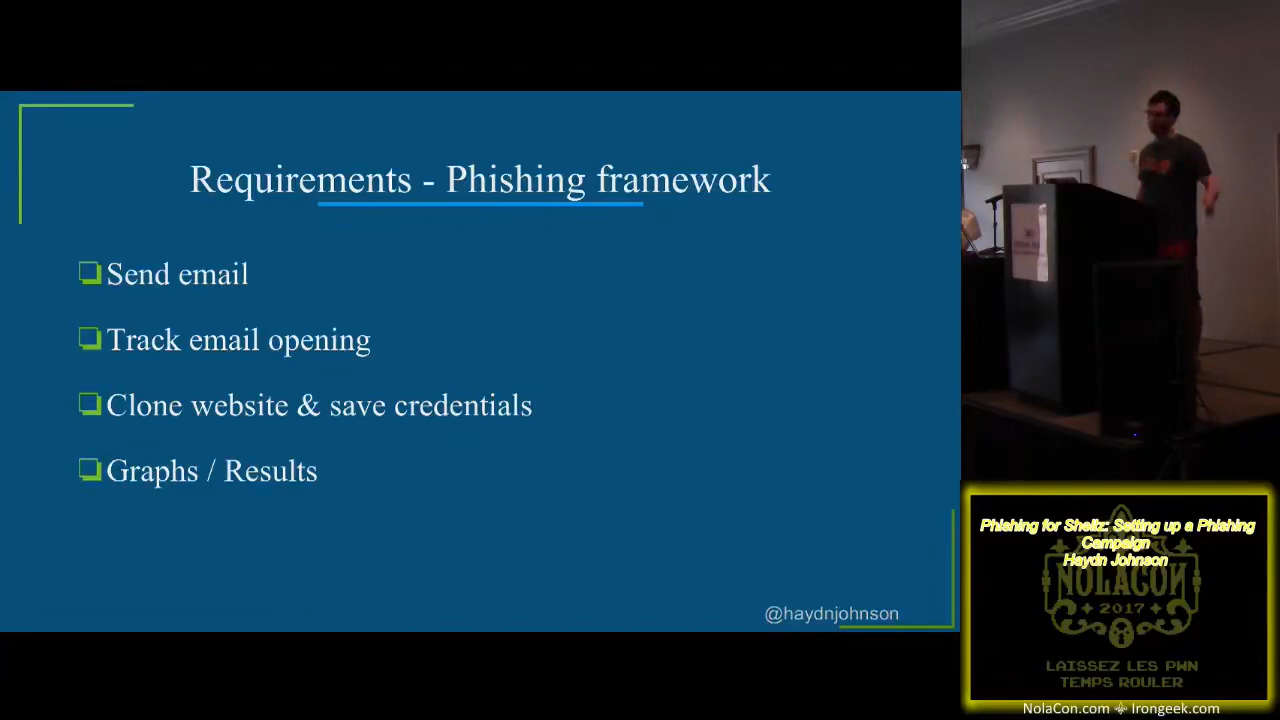 Requirements - Phishing framework
Send email
Track email opening
Clone website & save credentials
Graphs / Results
@haydnjohnson
Phishing for Shellz: Setting up a Phishing
Campaign
Haydn Johnson
NOLACON
2017
LAISSEZ LES PWN
TEMPS ROULER
NolaCon.com Irongeek.com